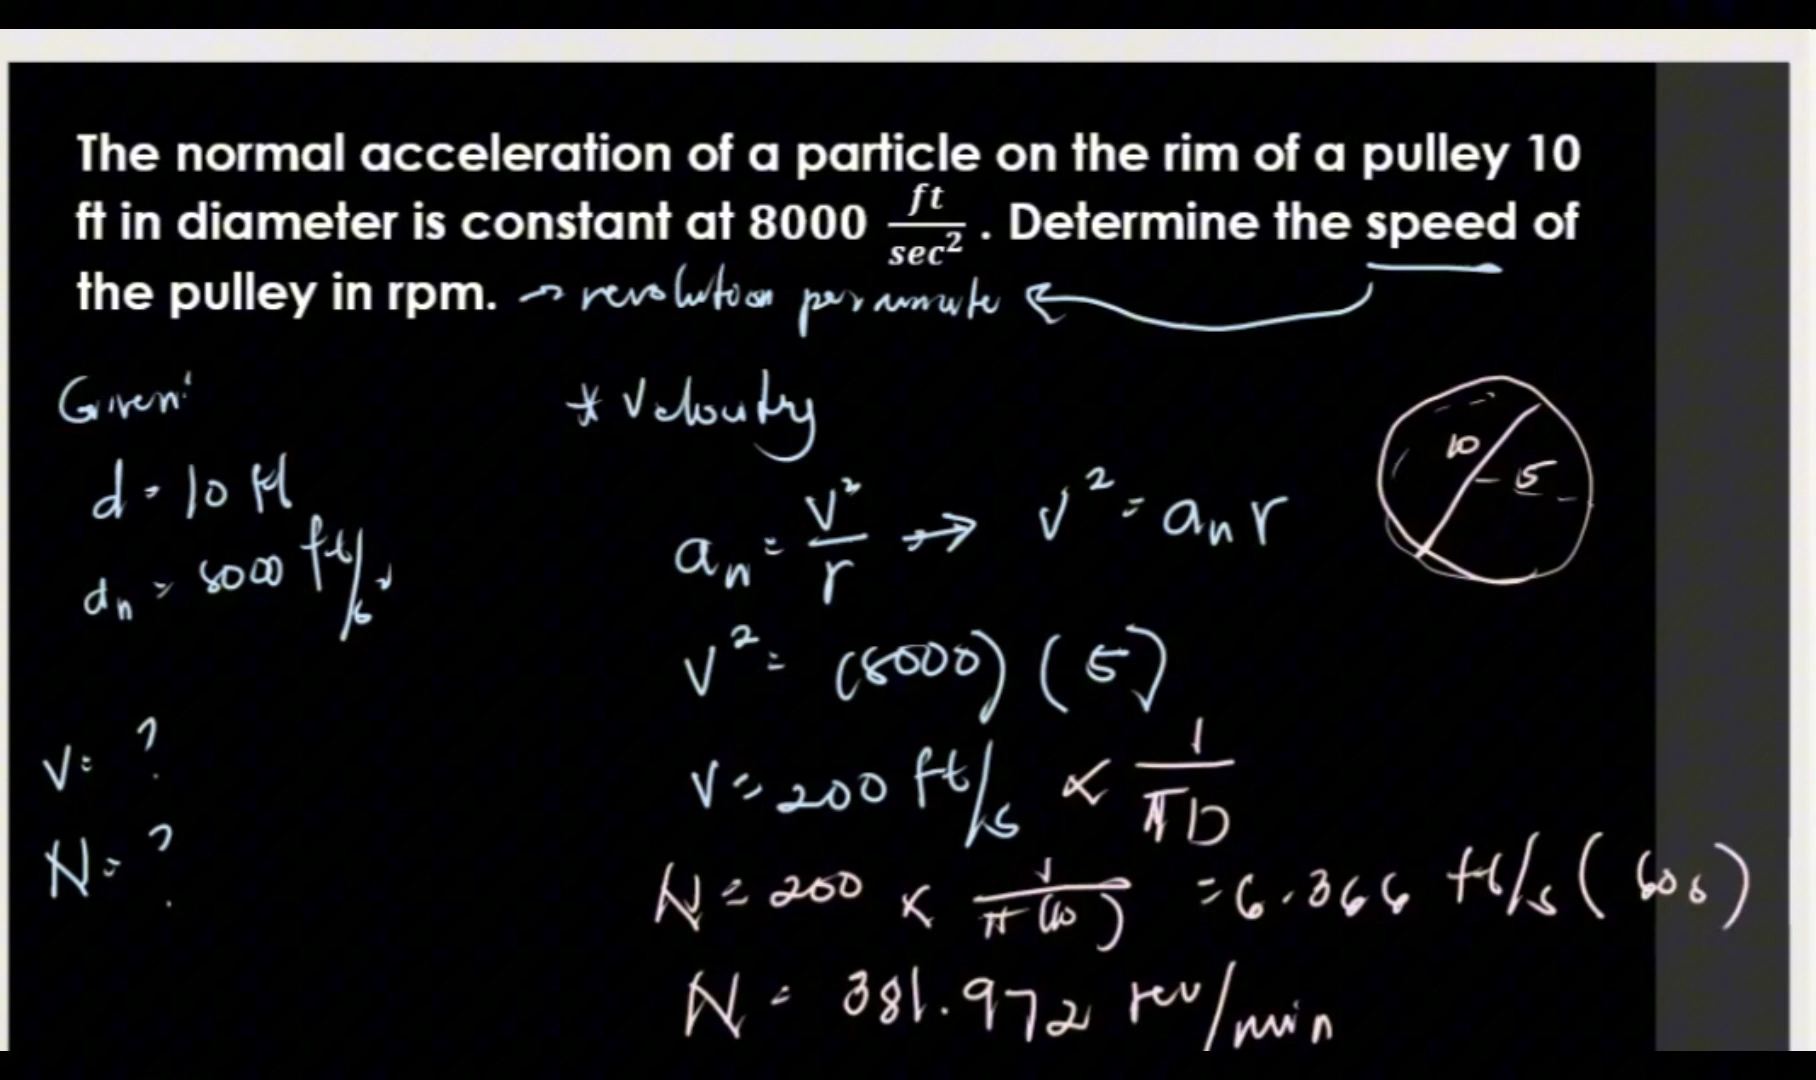 The normal acceleration of a particle on the rim of a pulley 10
ft in diameter is constant at 8000 ft/sec². Determine the speed of
the pulley in rpm. → revolution per minute
Given:
* Velocity
d = 10 ft
10
5
aₙ = 8000 ft/s²
aₙ = v²/r → v² = aₙ r
v² = (8000) (5)
v = ?
v = 200 ft/s × 1/πD
N = ?
N = 200 × 1/π(10) = 6.366 ft/s (60s)
N = 381.972 rev/min